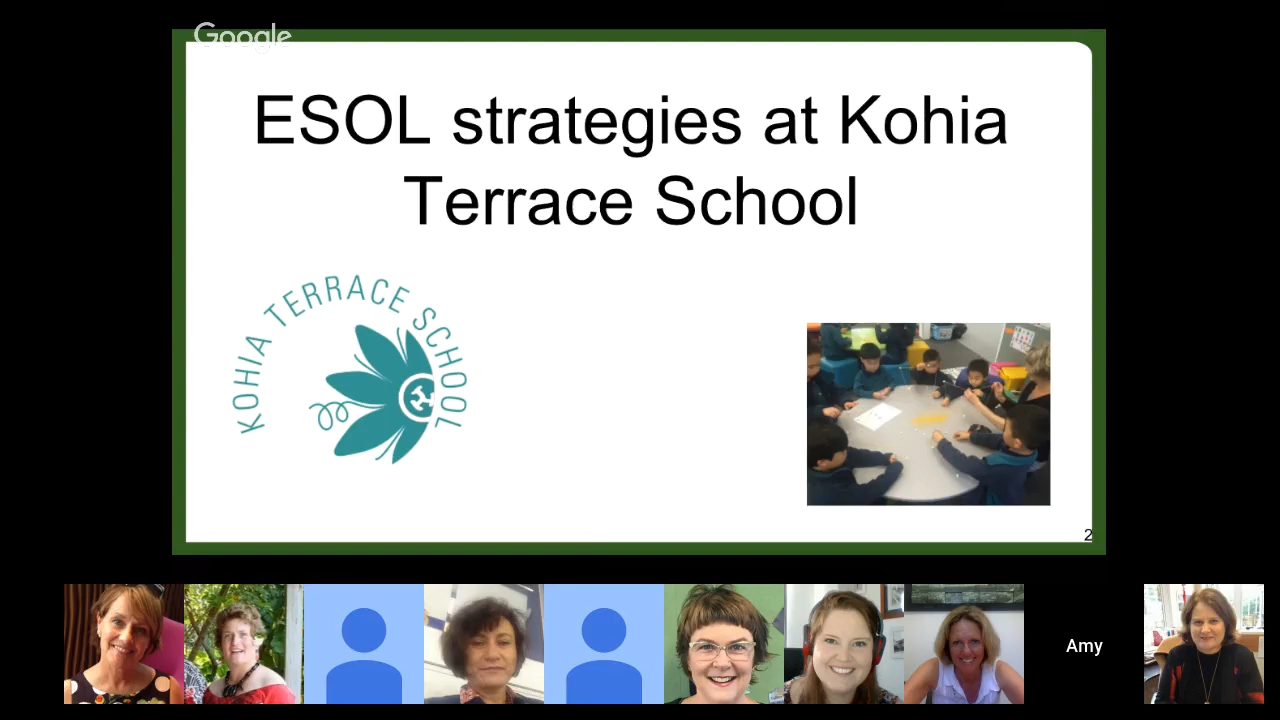 Google
ESOL strategies at Kohia
Terrace School
KOHIA TERRACE SCHOOL
2
Amy